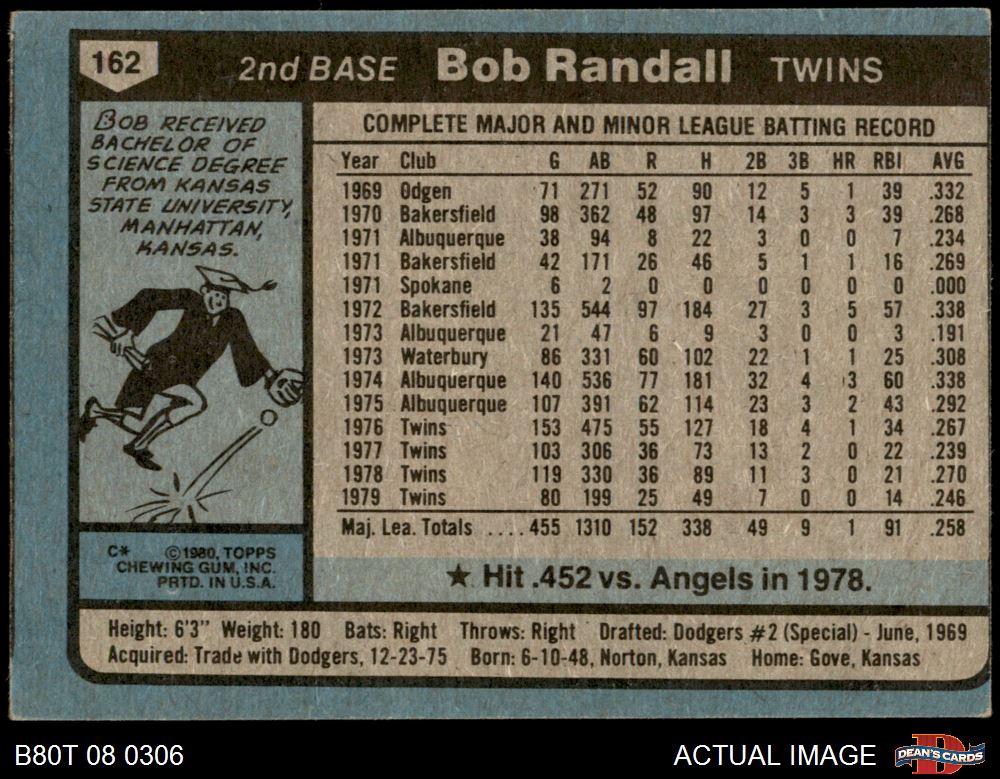 162 2nd BASE Bob Randall TWINS
BOB RECEIVED
BACHELOR OF
SCIENCE DEGREE
FROM KANSAS
STATE UNIVERSITY,
MANHATTAN,
KANSAS.
COMPLETE MAJOR AND MINOR LEAGUE BATTING RECORD
Year Club G AB R H 2B 3B HR RBI AVG
1969 Odgen 71 271 52 90 12 5 1 39 .332
1970 Bakersfield 98 362 48 97 14 3 3 39 .268
1971 Albuquerque 38 94 8 22 3 0 0 7 .234
1971 Bakersfield 42 171 26 46 5 1 1 16 .269
1971 Spokane 6 2 0 0 0 0 0 0 .000
1972 Bakersfield 135 544 97 184 27 3 5 57 .338
1973 Albuquerque 21 47 6 9 3 0 0 3 .191
1973 Waterbury 86 331 60 102 22 1 1 25 .308
1974 Albuquerque 140 536 77 181 32 4 3 60 .338
1975 Albuquerque 107 391 62 114 23 3 2 43 .292
1976 Twins 153 475 55 127 18 4 1 34 .267
1977 Twins 103 306 36 73 13 2 0 22 .239
1978 Twins 119 330 36 89 11 3 0 21 .270
1979 Twins 80 199 25 49 7 0 0 14 .246
Maj. Lea. Totals ....455 1310 152 338 49 9 1 91 .258
C* ©1980, TOPPS
CHEWING GUM, INC.
PRTD. IN U.S.A.
★ Hit .452 vs. Angels in 1978.
Height: 6'3" Weight: 180 Bats: Right Throws: Right Drafted: Dodgers #2 (Special) - June, 1969
Acquired: Trade with Dodgers, 12-23-75 Born: 6-10-48, Norton, Kansas Home: Gove, Kansas
B80T 08 0306 ACTUAL IMAGE D DEAN'S CARDS